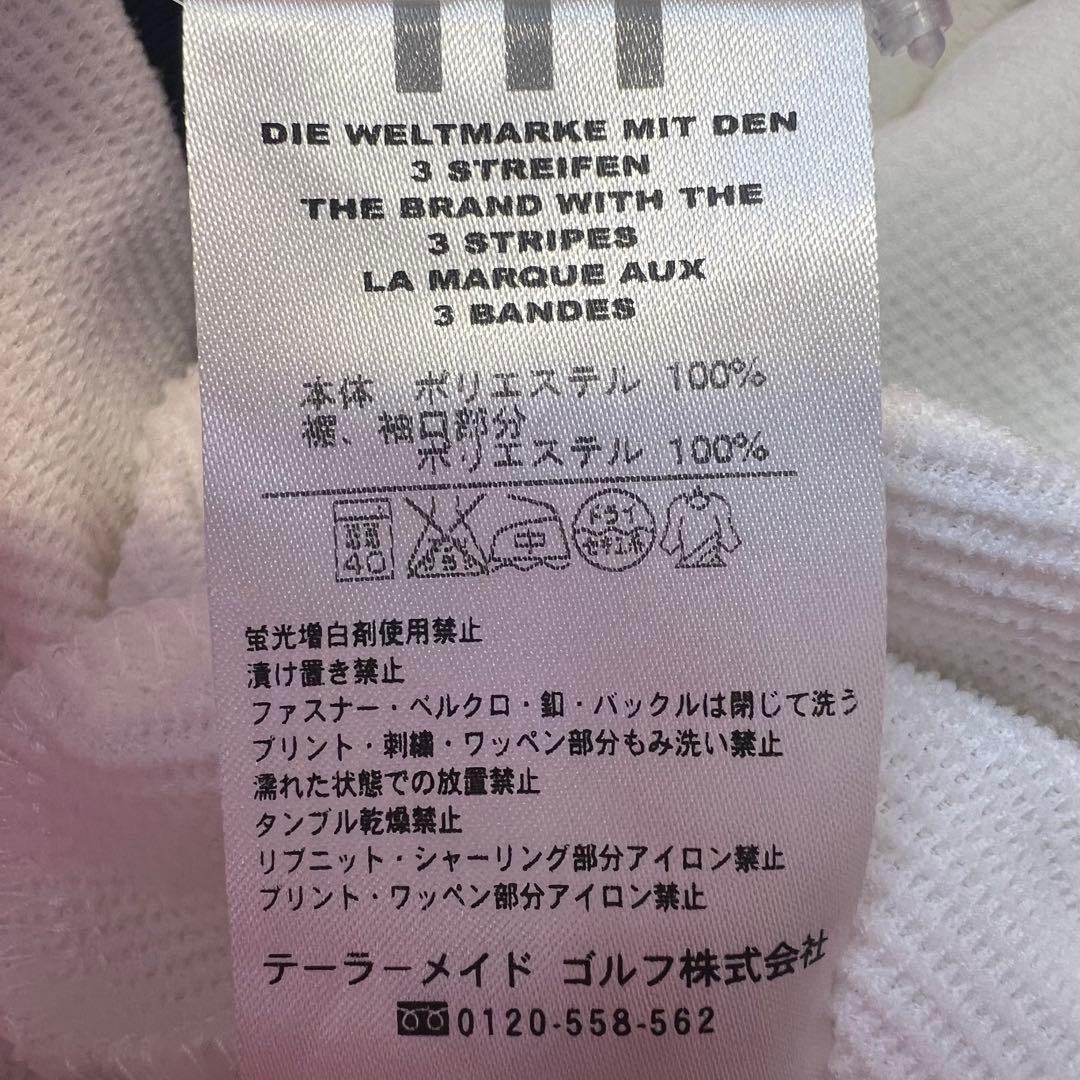 DIE WELTMARKE MIT DEN
3 STREIFEN
THE BRAND WITH THE
3 STRIPES
LA MARQUE AUX
3 BANDES
本体 ポリエステル 100%
裾、袖口部分
ポリエステル 100%
40 中 ドライ
蛍光増白剤使用禁止
漬け置き禁止
ファスナー・ベルクロ・釦・バックルは閉じて洗う
プリント・刺繍・ワッペン部分もみ洗い禁止
濡れた状態での放置禁止
タンブル乾燥禁止
リブニット・シャーリング部分アイロン禁止
プリント・ワッペン部分アイロン禁止
テーラーメイド ゴルフ株式会社
0120-558-562